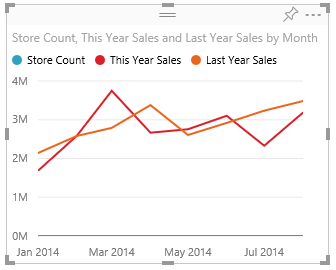 Store Count, This Year Sales and Last Year Sales by Month
Store Count This Year Sales Last Year Sales
4M
3M
2M
1M
0M
Jan 2014 Mar 2014 May 2014 Jul 2014